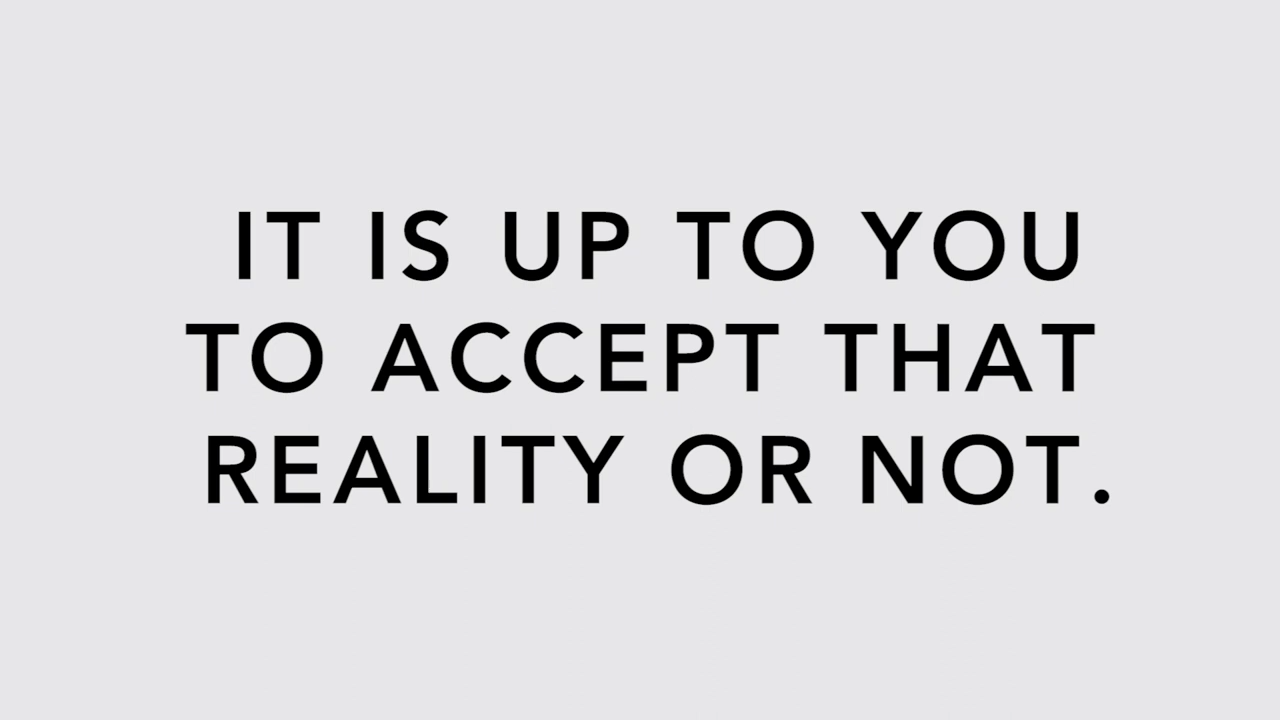 IT IS UP TO YOU
TO ACCEPT THAT
REALITY OR NOT.